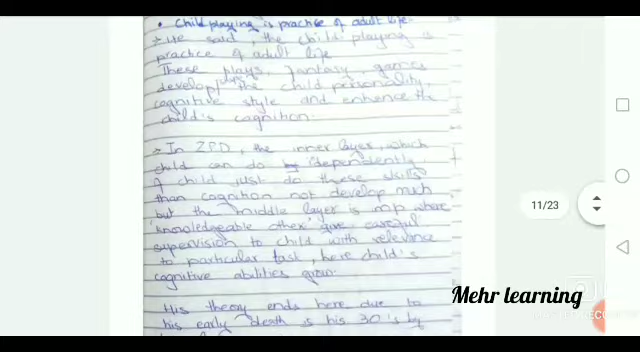 • Child playing is practice of adult life.
* He said, the child playing is
practice of adult life
These plays, fantasy, games
develop the child personality,
cognitive style and enhance the
child's cognition.
* In ZPD, the inner layer, which
child can do idependently
A child just do these skills
than cognition not develop much
but the middle layer is mp where
'knowledgeable other' give careful
supervision to child with relevance
to particular task, here child's
cognitive abilities grow.
His theory ends here due to
his early death is his 30's by
11/23
Mehr learning